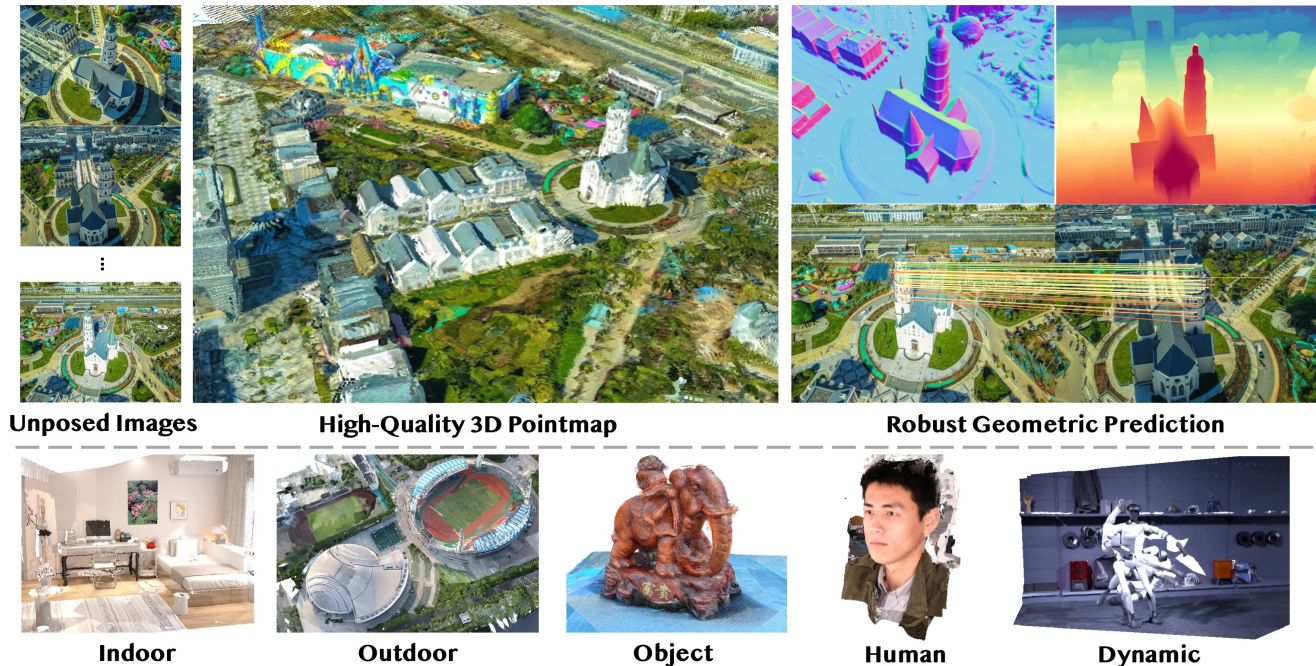 ...
Unposed Images
High-Quality 3D Pointmap
Robust Geometric Prediction
Indoor
Outdoor
Object
Human
Dynamic